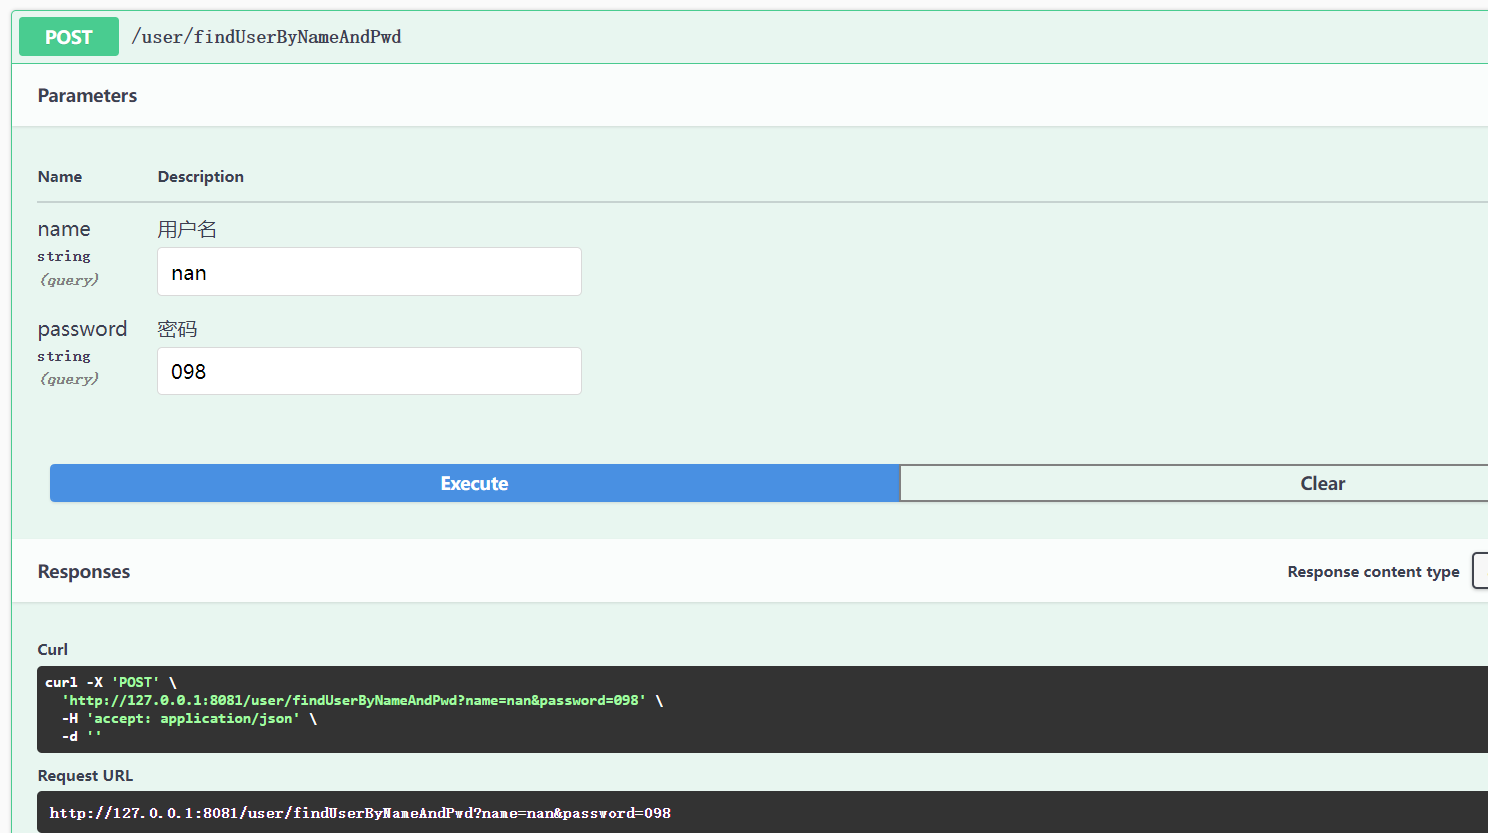 POST /user/findUserByNameAndPwd
Parameters
Name Description
name 用户名
string
(query)
nan
password 密码
string
(query)
098
Execute Clear
Responses Response content type
Curl
curl -X 'POST' \
'http://127.0.0.1:8081/user/findUserByNameAndPwd?name=nan&password=098' \
-H 'accept: application/json' \
-d ''
Request URL
http://127.0.0.1:8081/user/findUserByNameAndPwd?name=nan&password=098